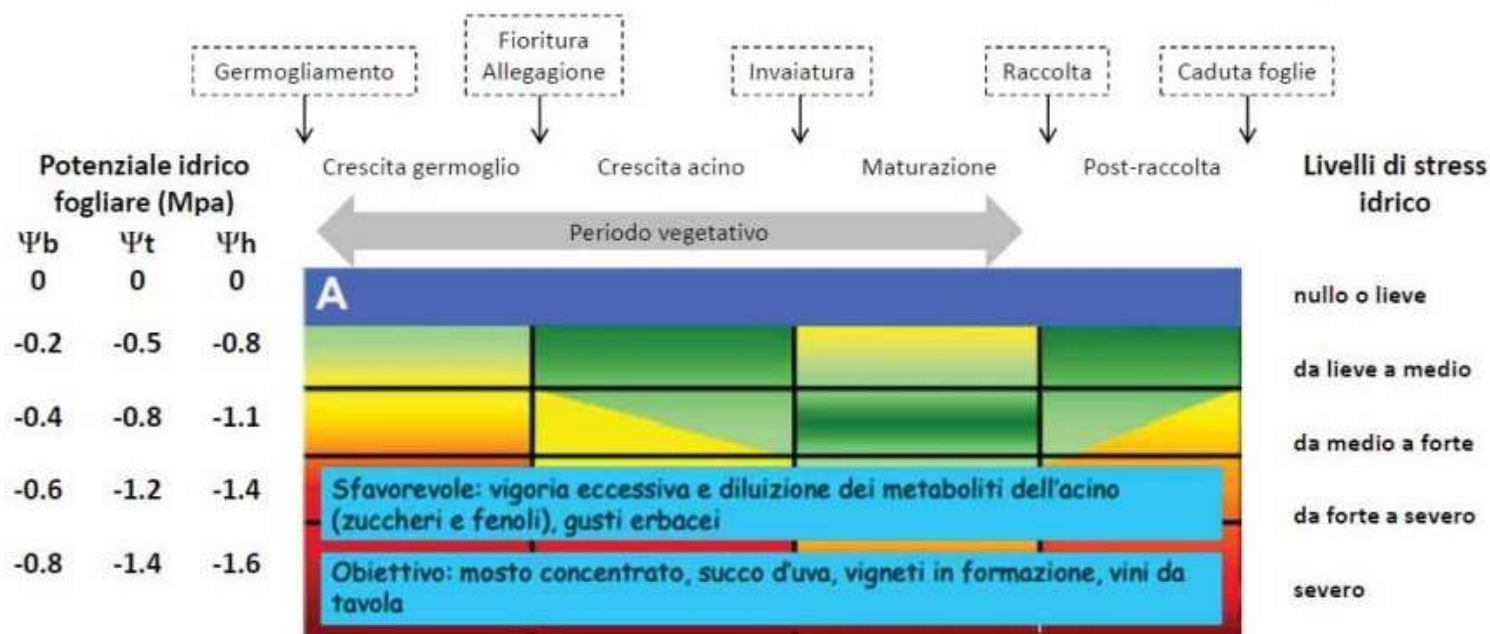 Germogliamento
Fioritura
Allegagione
Invaiatura
Raccolta
Caduta foglie
Potenziale idrico
fogliare (Mpa)
Crescita germoglio
Crescita acino
Maturazione
Post-raccolta
Livelli di stress
idrico
Periodo vegetativo
Ψb Ψt Ψh
0 0 0
A
nullo o lieve
-0.2 -0.5 -0.8
da lieve a medio
-0.4 -0.8 -1.1
da medio a forte
-0.6 -1.2 -1.4
Sfavorevole: vigoria eccessiva e diluizione dei metaboliti dell'acino
(zuccheri e fenoli), gusti erbacei
da forte a severo
-0.8 -1.4 -1.6
Obiettivo: mosto concentrato, succo d'uva, vigneti in formazione, vini da
tavola
severo